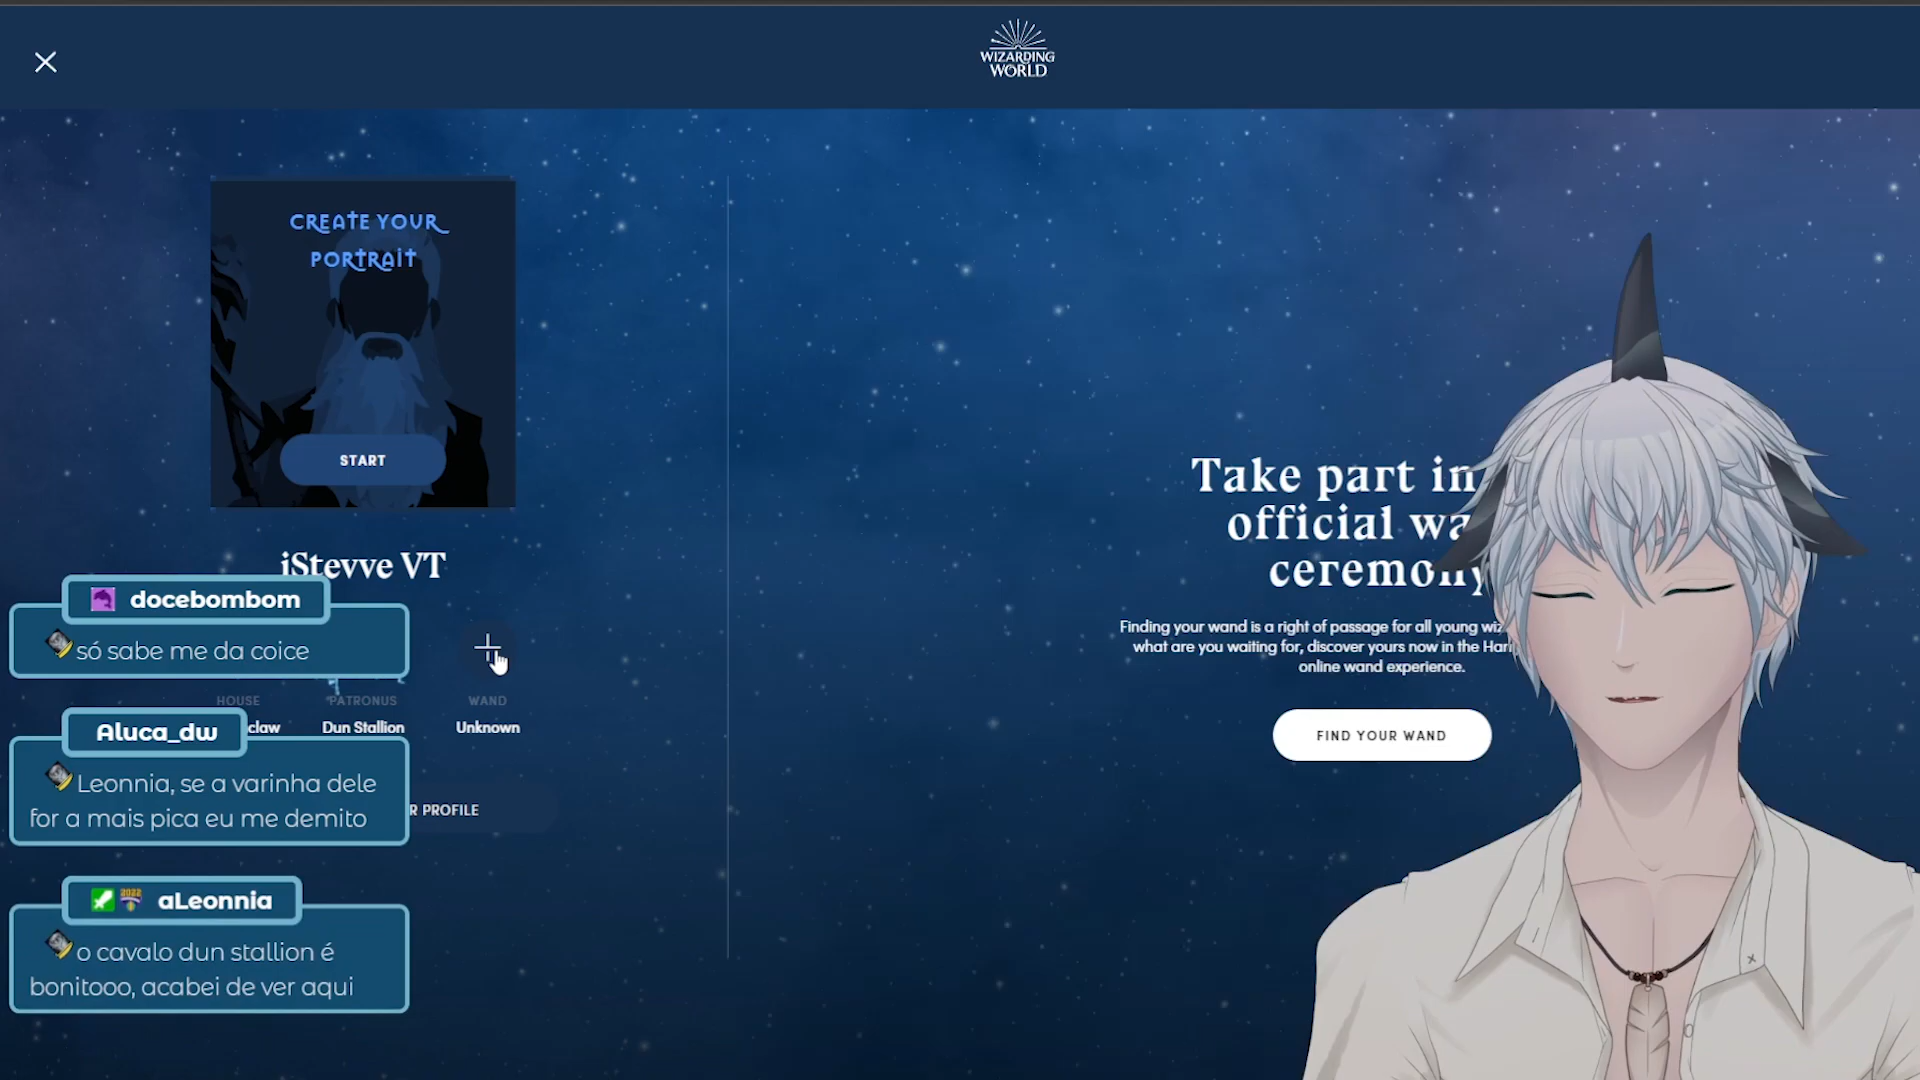 WIZARDING
WORLD
CREATE YOUR
PORTRAIT
START
iStevve VT
docebombom
só sabe me da coice
HOUSE
PATRONUS
WAND
claw
Dun Stallion
Unknown
Aluca_dw
Leonnia, se a varinha dele
for a mais pica eu me demito
R PROFILE
2022
aLeonnia
o cavalo dun stallion é
bonitooo, acabei de ver aqui
Take part in
official wa
ceremony
Finding your wand is a right of passage for all young wiz
what are you waiting for, discover yours now in the Harr
online wand experience.
FIND YOUR WAND